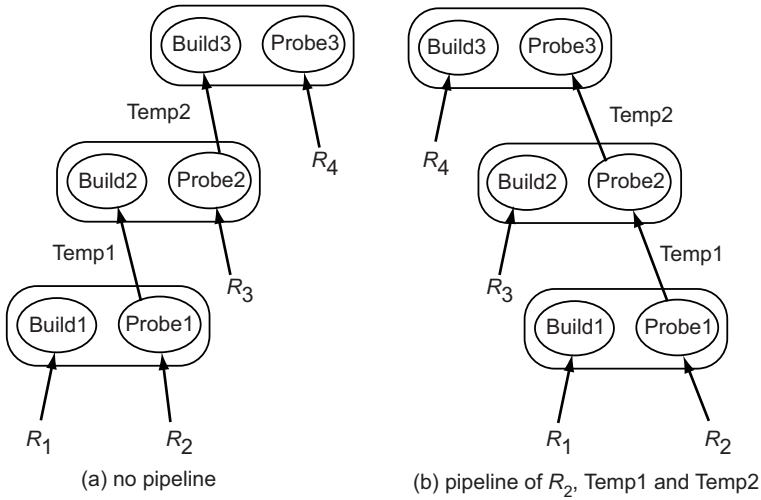 Build3 Probe3
Temp2
R4
Build2 Probe2
Temp1
R3
Build1 Probe1
R1 R2
(a) no pipeline
Build3 Probe3
Temp2
R4
Build2 Probe2
Temp1
R3
Build1 Probe1
R1 R2
(b) pipeline of R2, Temp1 and Temp2